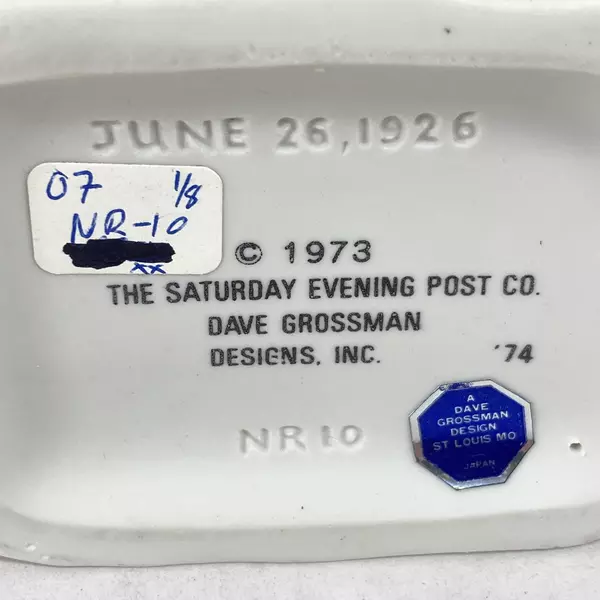 JUNE 26, 1926
07 1/8
NR-10
xx
© 1973
THE SATURDAY EVENING POST CO.
DAVE GROSSMAN
DESIGNS, INC. '74
NR10
A
DAVE
GROSSMAN
DESIGN
ST LOUIS MO
JAPAN